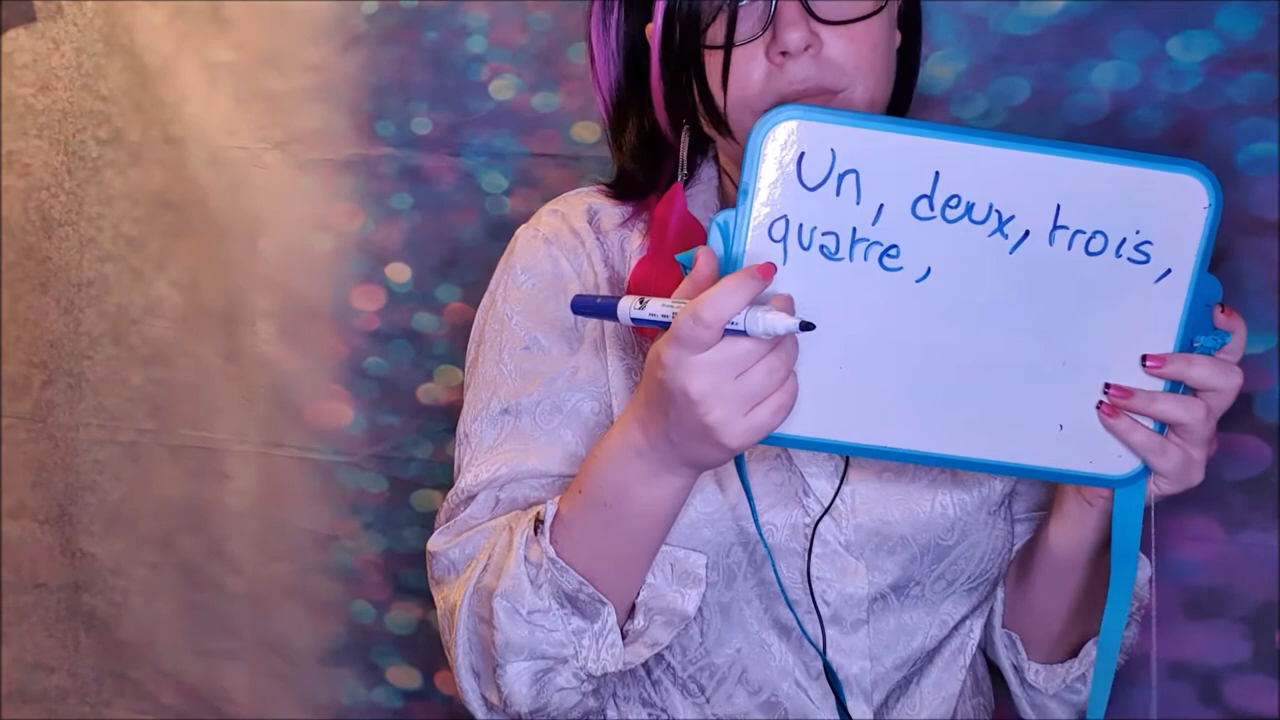 Un, deux, trois,
quatre,